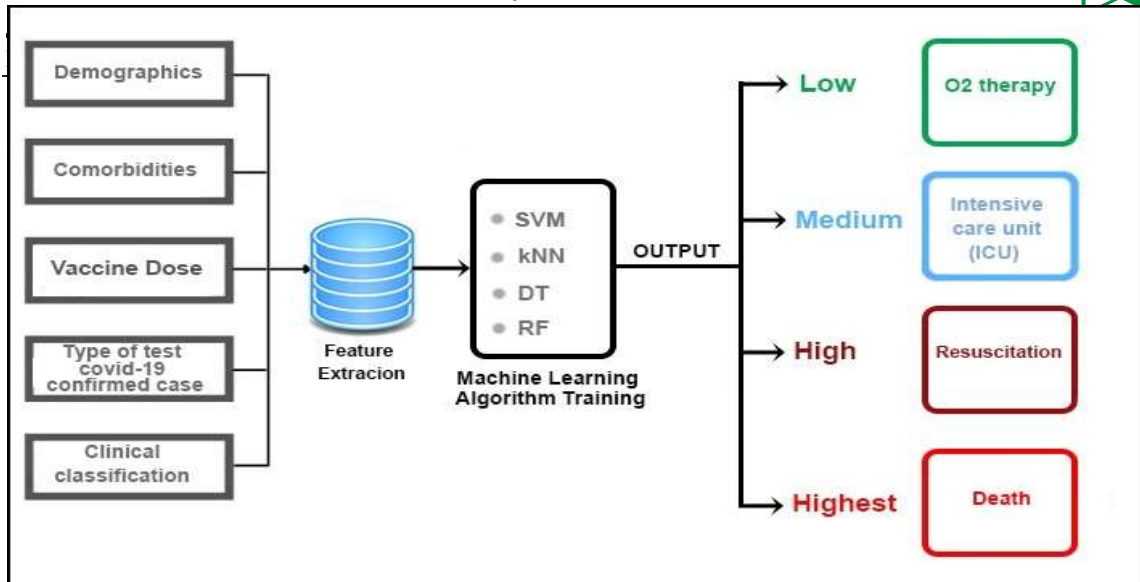 Demographics
Comorbidities
Vaccine Dose
Type of test
covid-19
confirmed case
Clinical
classification
Feature
Extracion
SVM
kNN
DT
RF
Machine Learning
Algorithm Training
OUTPUT
Low
O2 therapy
Medium
Intensive
care unit
(ICU)
High
Resuscitation
Highest
Death